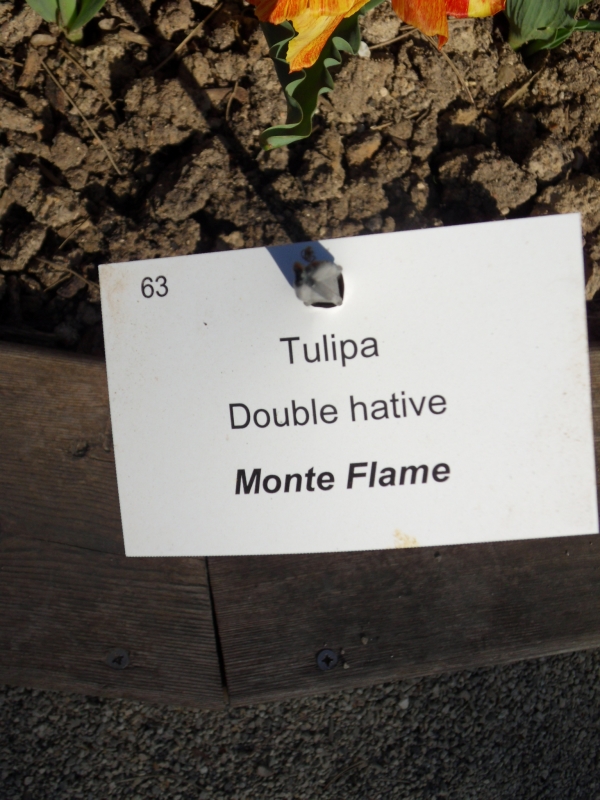 63
Tulipa
Double hative
Monte Flame